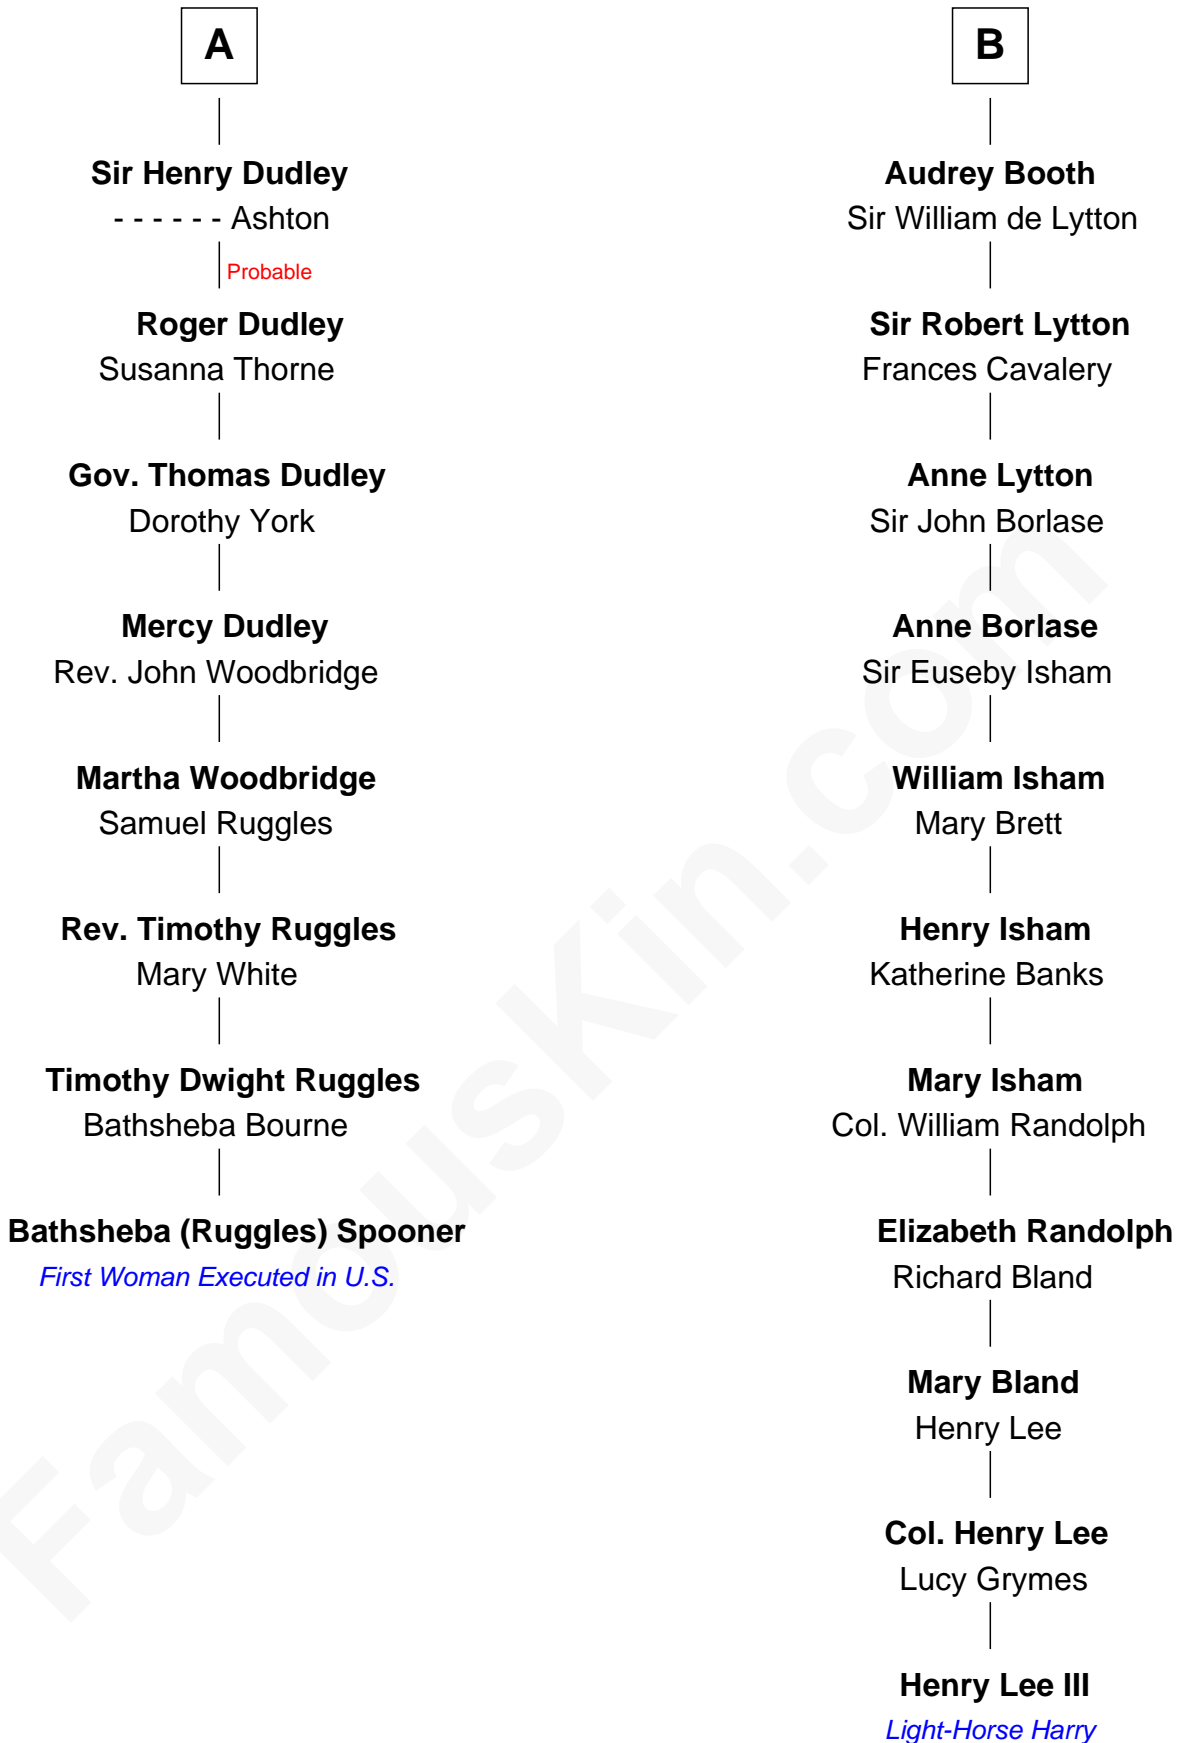 A
Sir Henry Dudley
- - - - - - Ashton
Probable
Roger Dudley
Susanna Thorne
Gov. Thomas Dudley
Dorothy York
Mercy Dudley
Rev. John Woodbridge
Martha Woodbridge
Samuel Ruggles
Rev. Timothy Ruggles
Mary White
Timothy Dwight Ruggles
Bathsheba Bourne
Bathsheba (Ruggles) Spooner
First Woman Executed in U.S.
B
Audrey Booth
Sir William de Lytton
Sir Robert Lytton
Frances Cavalery
Anne Lytton
Sir John Borlase
Anne Borlase
Sir Euseby Isham
William Isham
Mary Brett
Henry Isham
Katherine Banks
Mary Isham
Col. William Randolph
Elizabeth Randolph
Richard Bland
Mary Bland
Henry Lee
Col. Henry Lee
Lucy Grymes
Henry Lee III
Light-Horse Harry
FamousKin.com